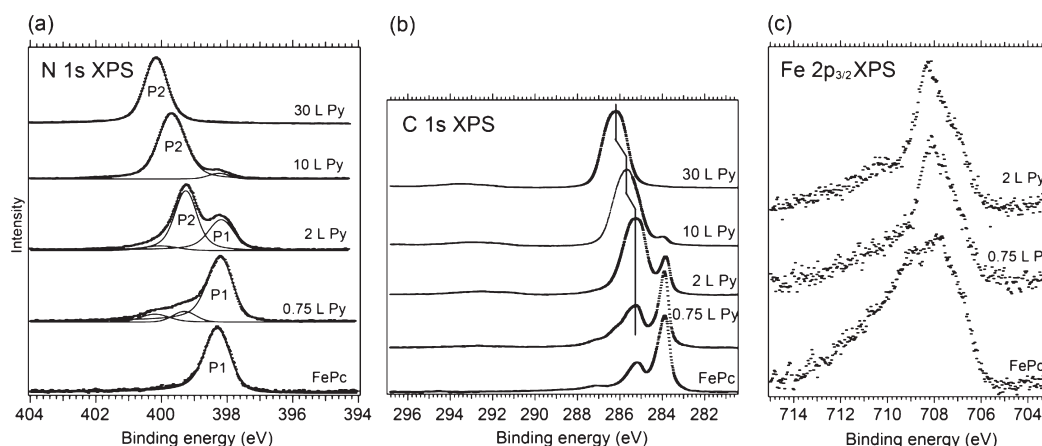 (a)
N 1s XPS
P2
30 L Py
P2
10 L Py
P2
P1
2 L Py
P1
0.75 L Py
P1
FePc
Intensity
404 402 400 398 396 394
Binding energy (eV)
(b)
C 1s XPS
30 L Py
10 L Py
2 L Py
0.75 L Py
FePc
296 294 292 290 288 286 284 282
Binding energy (eV)
(c)
Fe 2p3/2 XPS
2 L Py
0.75 L Py
FePc
714 712 710 708 706 704
Binding energy (eV)